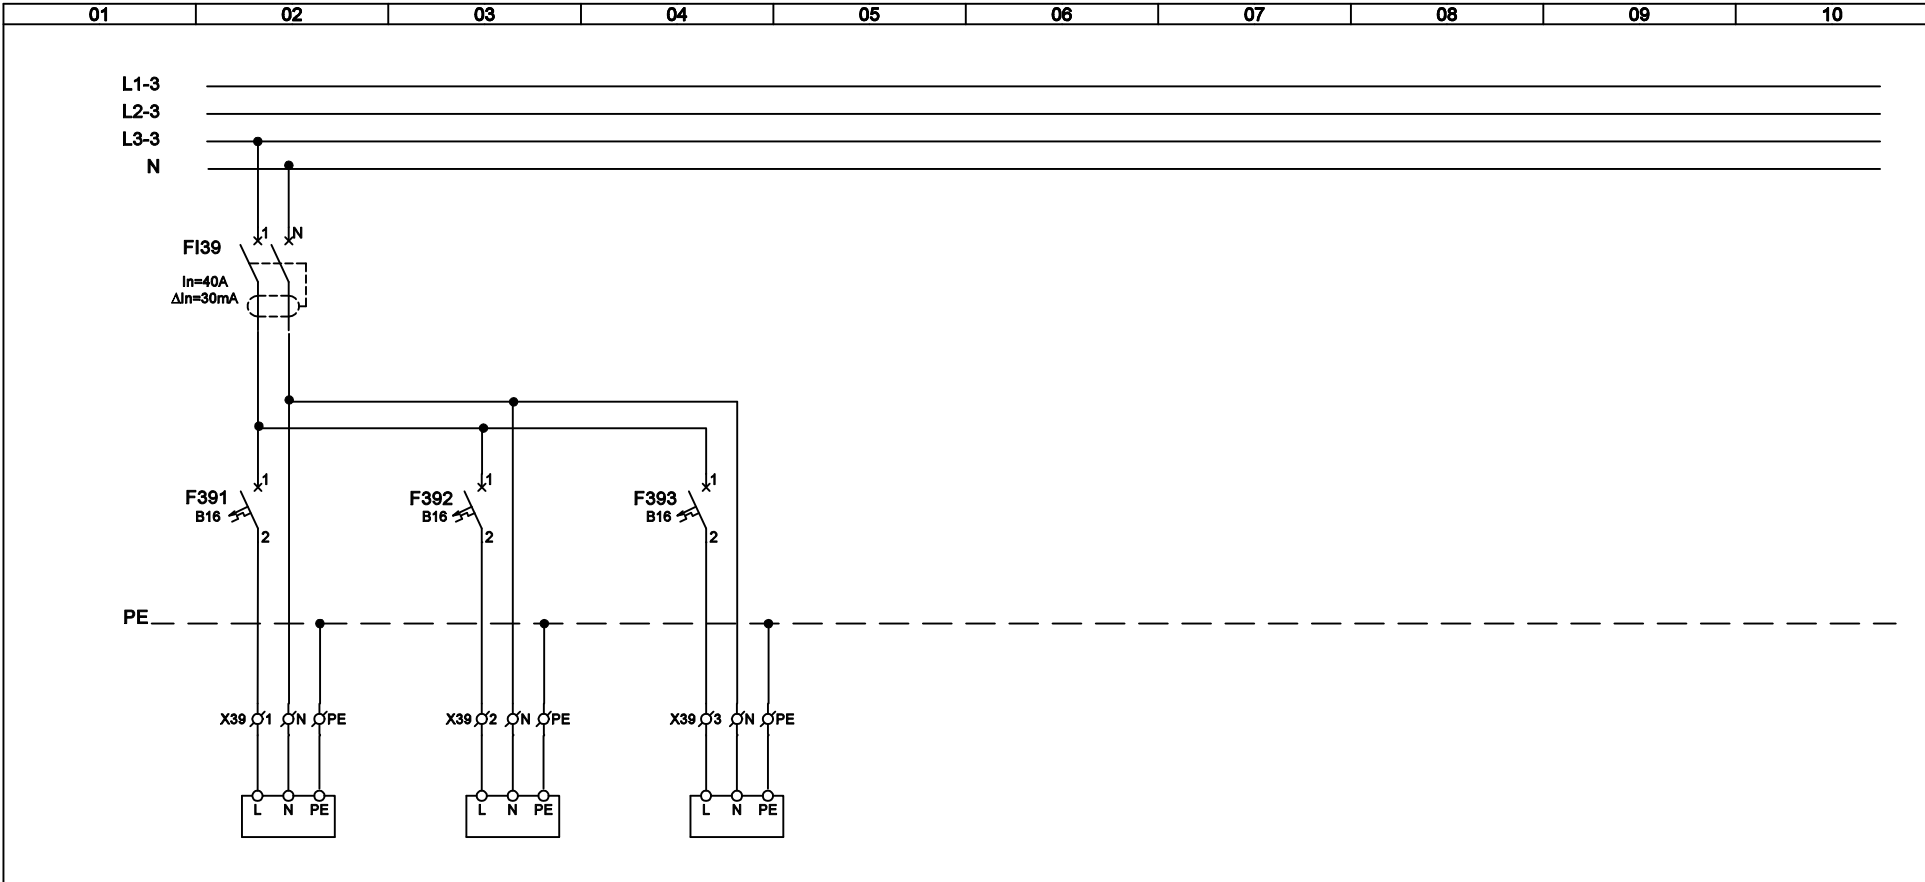 01 02 03 04 05 06 07 08 09 10
L1-3
L2-3
L3-3
N
1 N
FI39
In=40A
ΔIn=30mA
1 1 1
F391 F392 F393
B16 B16 B16
2 2 2
PE
X39 1 N PE X39 2 N PE X39 3 N PE
L N PE L N PE L N PE